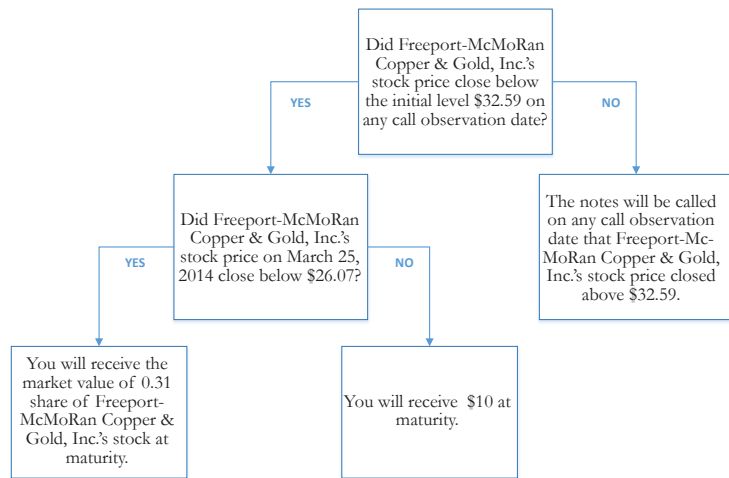 Did Freeport-McMoRan
Copper & Gold, Inc.'s
stock price close below
the initial level $32.59 on
any call observation date?
YES
NO
Did Freeport-McMoRan
Copper & Gold, Inc.'s
stock price on March 25,
2014 close below $26.07?
The notes will be called
on any call observation
date that Freeport-Mc-
MoRan Copper & Gold,
Inc.'s stock price closed
above $32.59.
YES
NO
You will receive the
market value of 0.31
share of Freeport-
McMoRan Copper &
Gold, Inc.'s stock at
maturity.
You will receive $10 at
maturity.